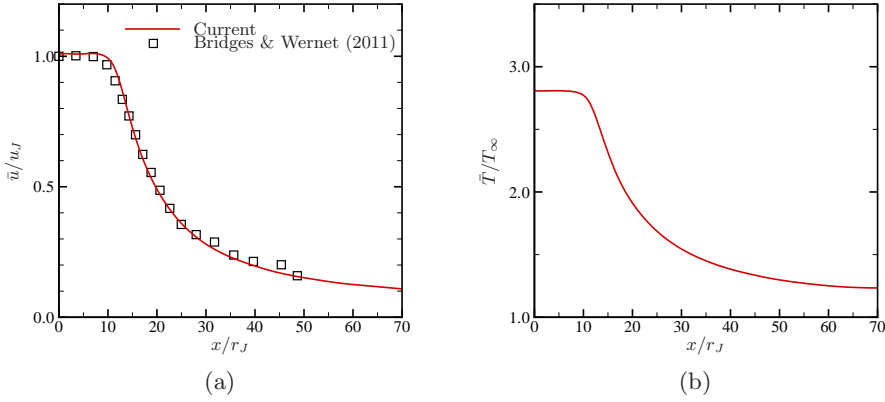 Current
Bridges & Wernet (2011)
1.0
0.5
0.0
ū/u_J
0 10 20 30 40 50 60 70
x/r_J
(a)
3.0
2.0
1.0
T̄/T_∞
0 10 20 30 40 50 60 70
x/r_J
(b)